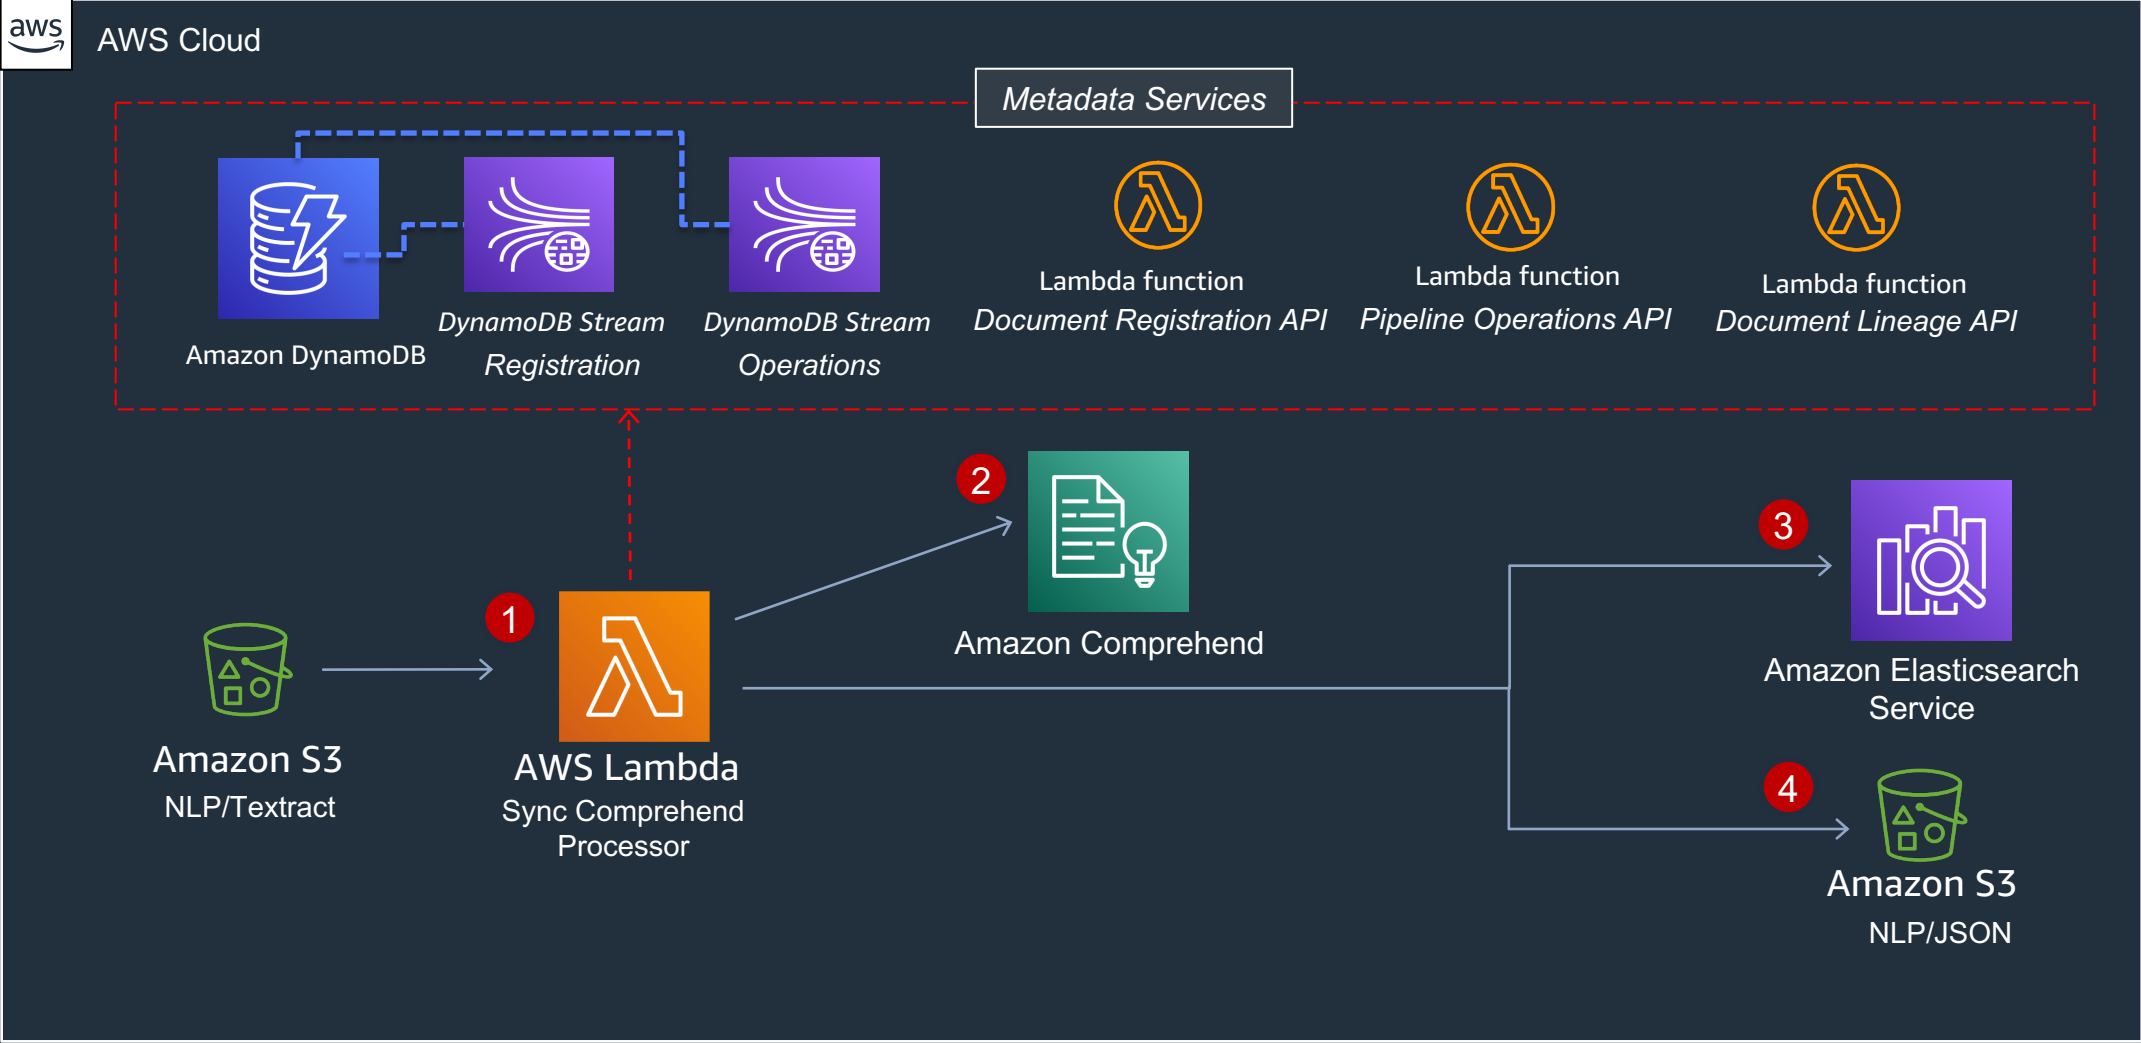 aws
AWS Cloud
Metadata Services
Amazon DynamoDB
DynamoDB Stream
Registration
DynamoDB Stream
Operations
Lambda function
Document Registration API
Lambda function
Pipeline Operations API
Lambda function
Document Lineage API
1
2
3
4
Amazon S3
NLP/Textract
AWS Lambda
Sync Comprehend
Processor
Amazon Comprehend
Amazon Elasticsearch
Service
Amazon S3
NLP/JSON